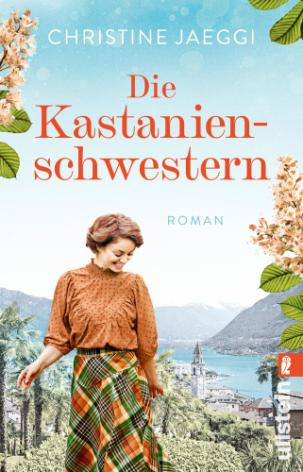 CHRISTINE JAEGGI
Die
Kastanien-
schwestern
ROMAN
ullstein